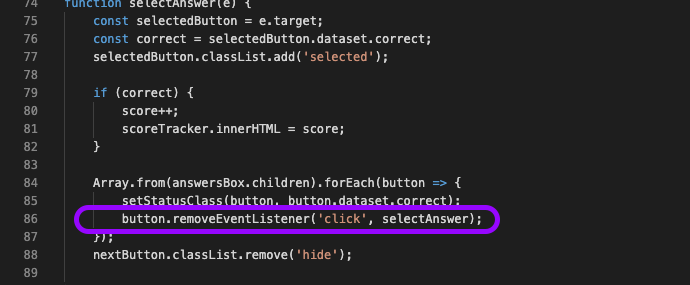 74 function selectAnswer(e) {
75 const selectedButton = e.target;
76 const correct = selectedButton.dataset.correct;
77 selectedButton.classList.add('selected');
78
79 if (correct) {
80 score++;
81 scoreTracker.innerHTML = score;
82 }
83
84 Array.from(answersBox.children).forEach(button => {
85 setStatusClass(button, button.dataset.correct);
86 button.removeEventListener('click', selectAnswer);
87 });
88 nextButton.classList.remove('hide');
89